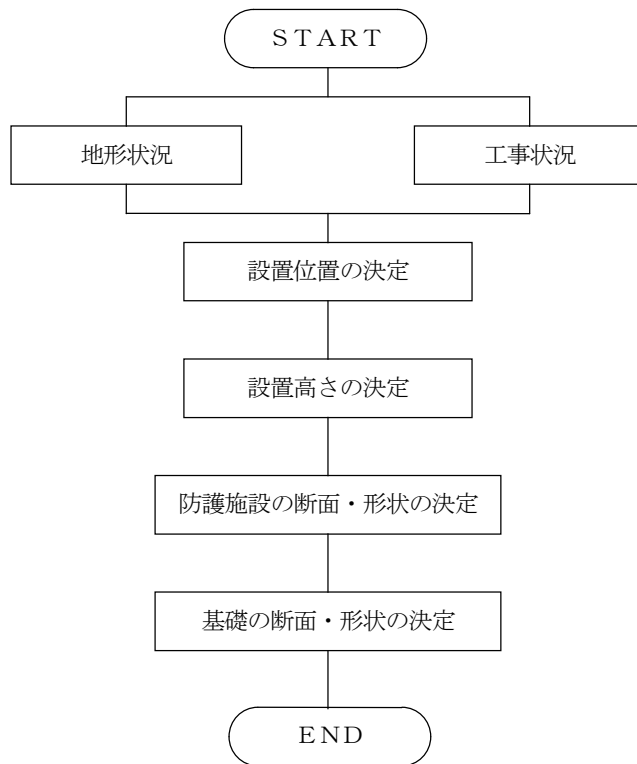 START
地形状況
工事状況
設置位置の決定
設置高さの決定
防護施設の断面・形状の決定
基礎の断面・形状の決定
END